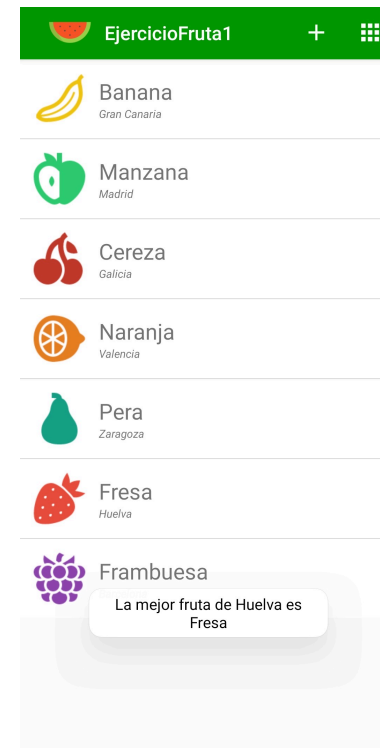 EjercicioFruta1
Banana
Gran Canaria
Manzana
Madrid
Cereza
Galicia
Naranja
Valencia
Pera
Zaragoza
Fresa
Huelva
Frambuesa
La mejor fruta de Huelva es
Fresa